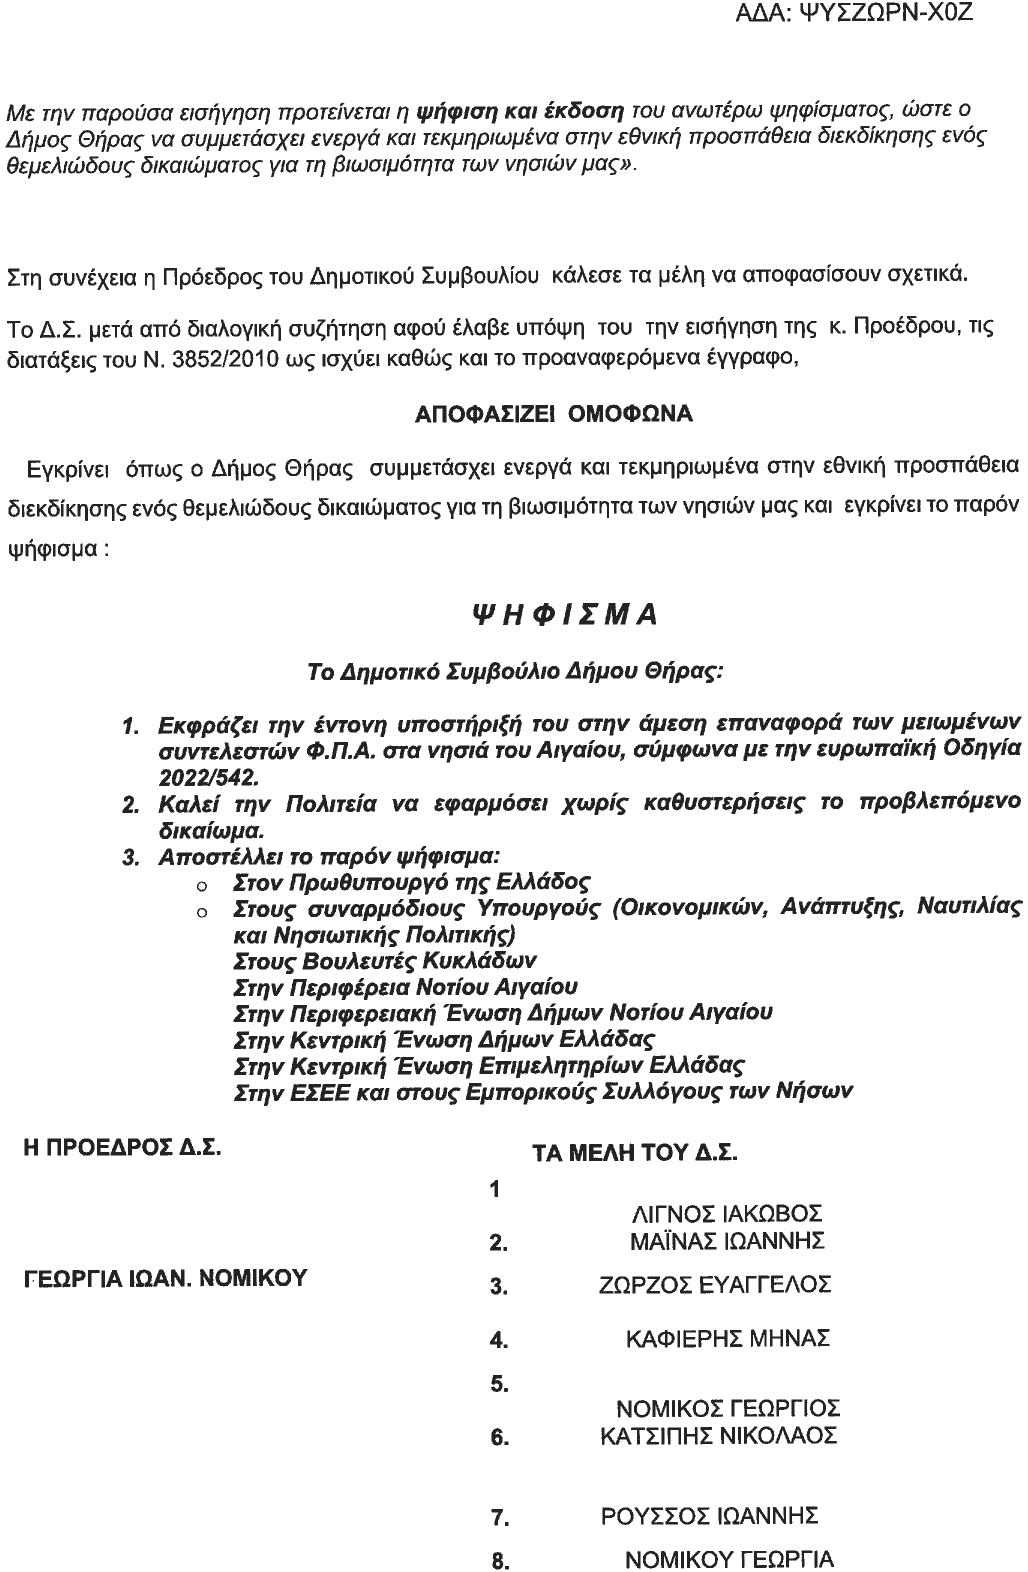 ΑΔΑ: ΨΥΣΖΩΡΝ-Χ0Ζ
Με την παρούσα εισήγηση προτείνεται η ψήφιση και έκδοση του ανωτέρω ψηφίσματος, ώστε ο
Δήμος Θήρας να συμμετάσχει ενεργά και τεκμηριωμένα στην εθνική προσπάθεια διεκδίκησης ενός
θεμελιώδους δικαιώματος για τη βιωσιμότητα των νησιών μας».
Στη συνέχεια η Πρόεδρος του Δημοτικού Συμβουλίου κάλεσε τα μέλη να αποφασίσουν σχετικά.
Το Δ.Σ. μετά από διαλογική συζήτηση αφού έλαβε υπόψη του την εισήγηση της κ. Προέδρου, τις
διατάξεις του Ν. 3852/2010 ως ισχύει καθώς και το προαναφερόμενα έγγραφο,
ΑΠΟΦΑΣΙΖΕΙ ΟΜΟΦΩΝΑ
Εγκρίνει όπως ο Δήμος Θήρας συμμετάσχει ενεργά και τεκμηριωμένα στην εθνική προσπάθεια
διεκδίκησης ενός θεμελιώδους δικαιώματος για τη βιωσιμότητα των νησιών μας και εγκρίνει το παρόν
ψήφισμα :
Ψ Η Φ Ι Σ Μ Α
Το Δημοτικό Συμβούλιο Δήμου Θήρας:
1. Εκφράζει την έντονη υποστήριξή του στην άμεση επαναφορά των μειωμένων
συντελεστών Φ.Π.Α. στα νησιά του Αιγαίου, σύμφωνα με την ευρωπαϊκή Οδηγία
2022/542.
2. Καλεί την Πολιτεία να εφαρμόσει χωρίς καθυστερήσεις το προβλεπόμενο
δικαίωμα.
3. Αποστέλλει το παρόν ψήφισμα:
o Στον Πρωθυπουργό της Ελλάδος
o Στους συναρμόδιους Υπουργούς (Οικονομικών, Ανάπτυξης, Ναυτιλίας
και Νησιωτικής Πολιτικής)
Στους Βουλευτές Κυκλάδων
Στην Περιφέρεια Νοτίου Αιγαίου
Στην Περιφερειακή Ένωση Δήμων Νοτίου Αιγαίου
Στην Κεντρική Ένωση Δήμων Ελλάδας
Στην Κεντρική Ένωση Επιμελητηρίων Ελλάδας
Στην ΕΣΕΕ και στους Εμπορικούς Συλλόγους των Νήσων
Η ΠΡΟΕΔΡΟΣ Δ.Σ.
ΤΑ ΜΕΛΗ ΤΟΥ Δ.Σ.
1
ΛΙΓΝΟΣ ΙΑΚΩΒΟΣ
2. ΜΑΪΝΑΣ ΙΩΑΝΝΗΣ
ΓΕΩΡΓΙΑ ΙΩΑΝ. ΝΟΜΙΚΟΥ
3. ΖΩΡΖΟΣ ΕΥΑΓΓΕΛΟΣ
4. ΚΑΦΙΕΡΗΣ ΜΗΝΑΣ
5.
ΝΟΜΙΚΟΣ ΓΕΩΡΓΙΟΣ
6. ΚΑΤΣΙΠΗΣ ΝΙΚΟΛΑΟΣ
7. ΡΟΥΣΣΟΣ ΙΩΑΝΝΗΣ
8. ΝΟΜΙΚΟΥ ΓΕΩΡΓΙΑ